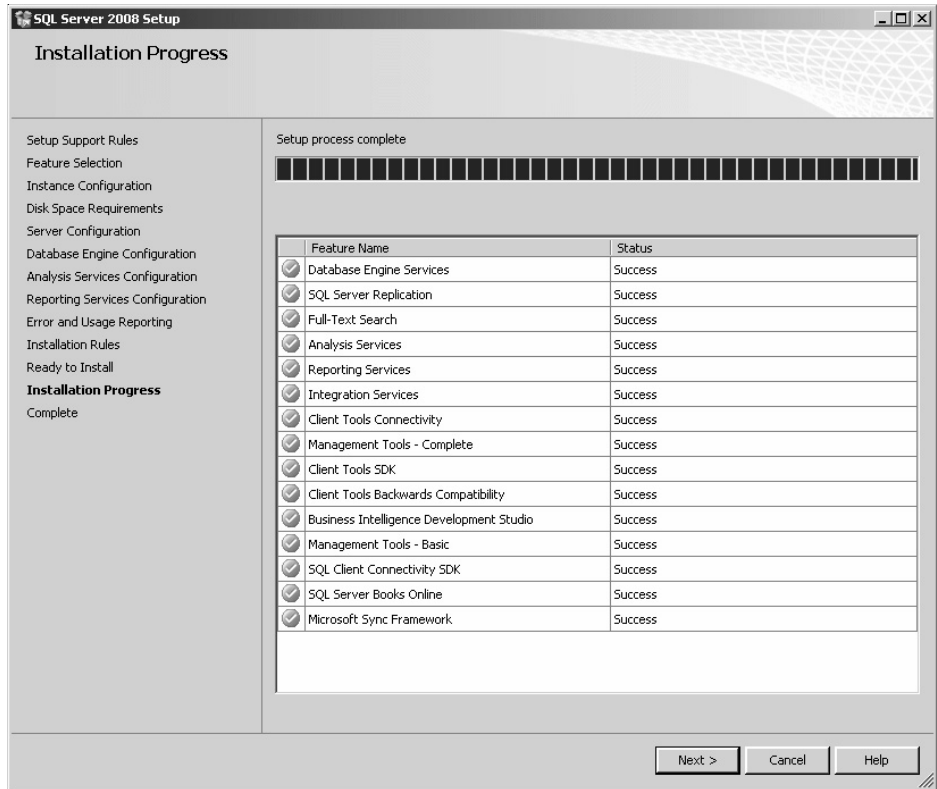 SQL Server 2008 Setup
Installation Progress
Setup Support Rules
Feature Selection
Instance Configuration
Disk Space Requirements
Server Configuration
Database Engine Configuration
Analysis Services Configuration
Reporting Services Configuration
Error and Usage Reporting
Installation Rules
Ready to Install
Installation Progress
Complete
Setup process complete
Feature Name Status
Database Engine Services Success
SQL Server Replication Success
Full-Text Search Success
Analysis Services Success
Reporting Services Success
Integration Services Success
Client Tools Connectivity Success
Management Tools - Complete Success
Client Tools SDK Success
Client Tools Backwards Compatibility Success
Business Intelligence Development Studio Success
Management Tools - Basic Success
SQL Client Connectivity SDK Success
SQL Server Books Online Success
Microsoft Sync Framework Success
Next > Cancel Help